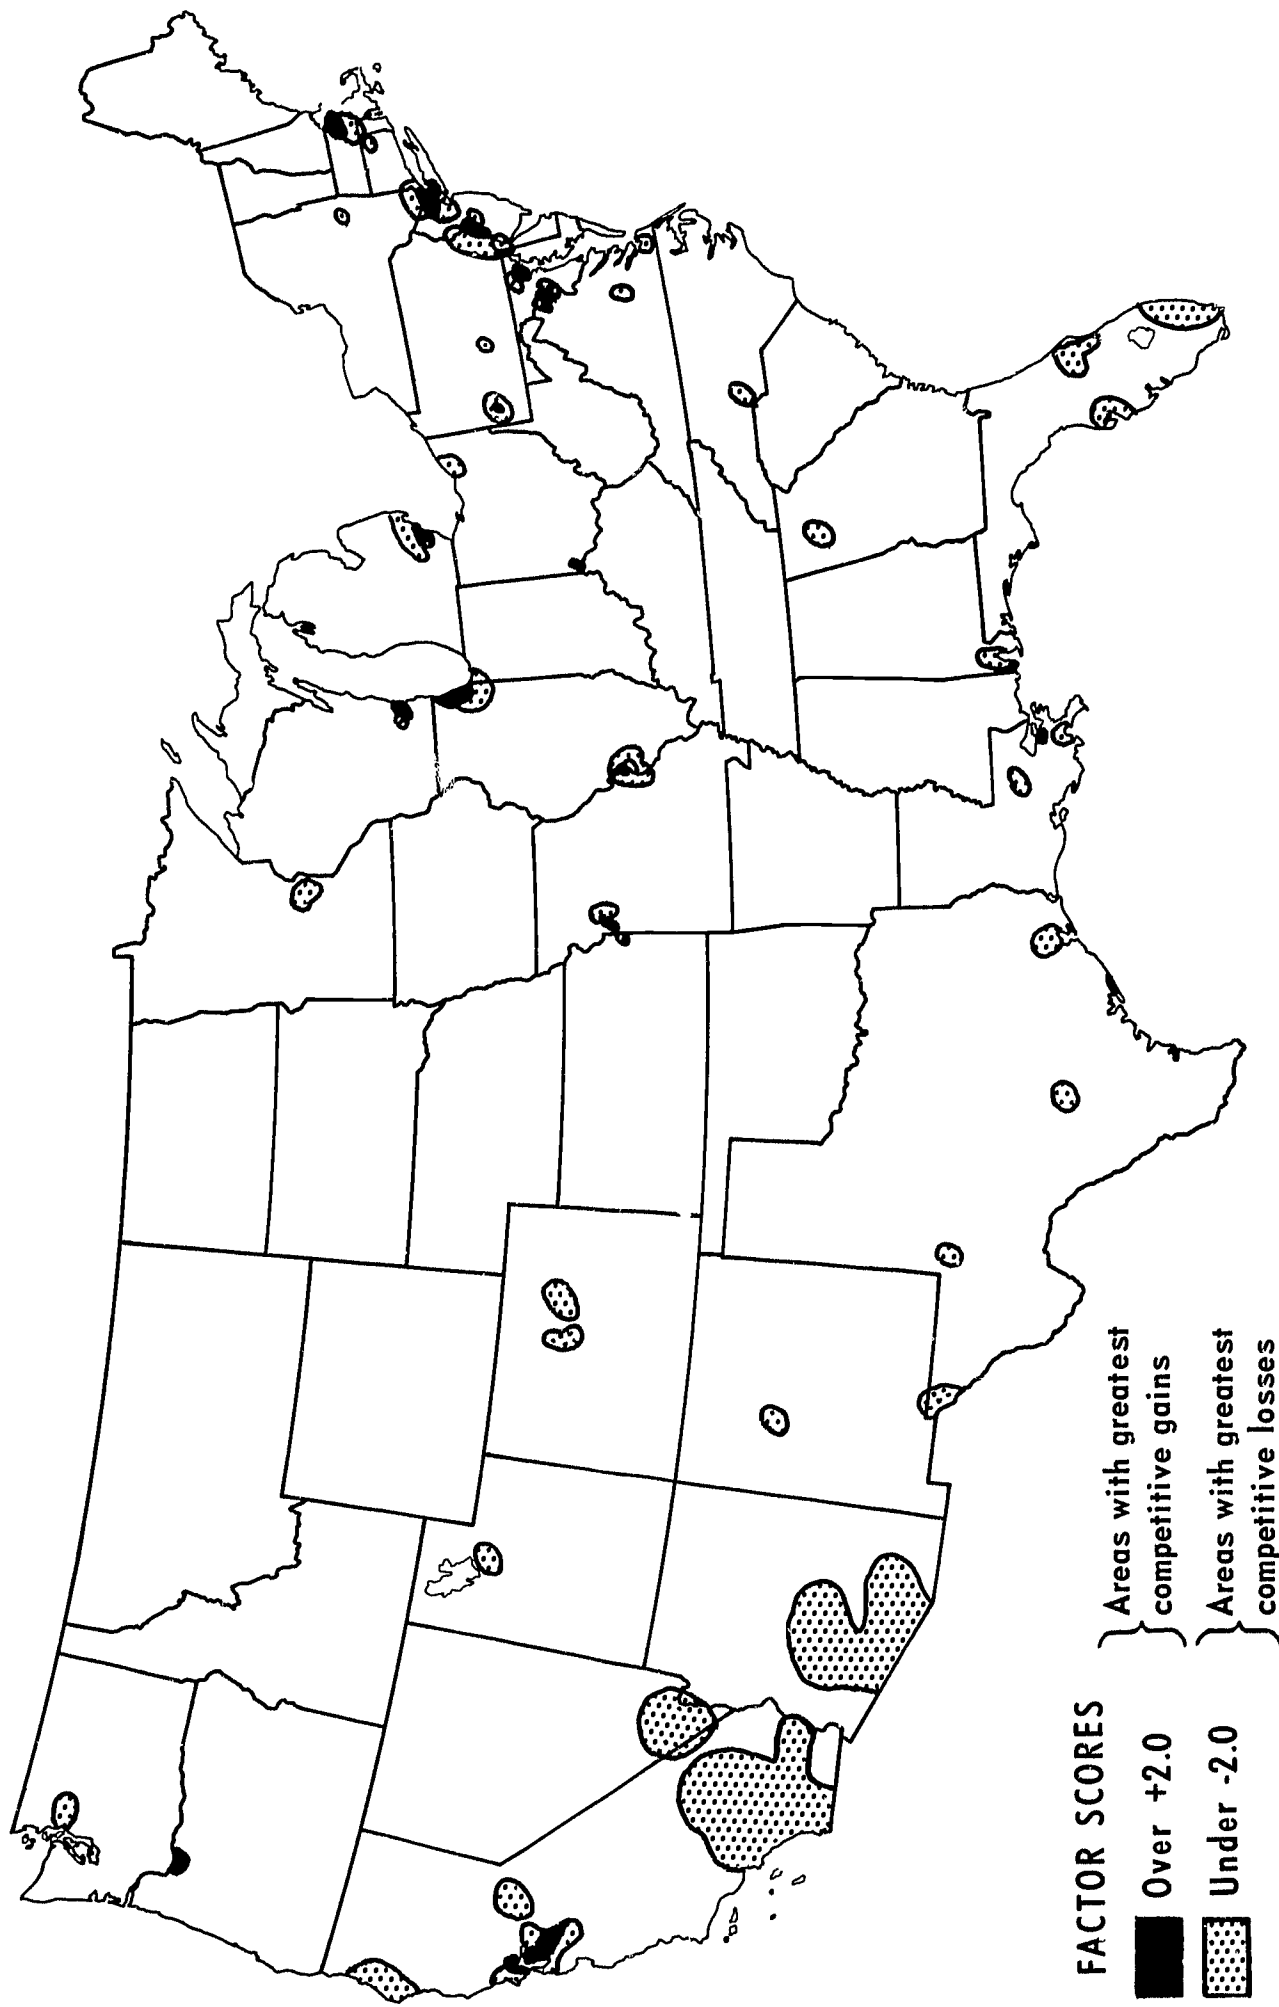 FACTOR SCORES
Over +2.0
Areas with greatest
competitive gains
Under -2.0
Areas with greatest
competitive losses